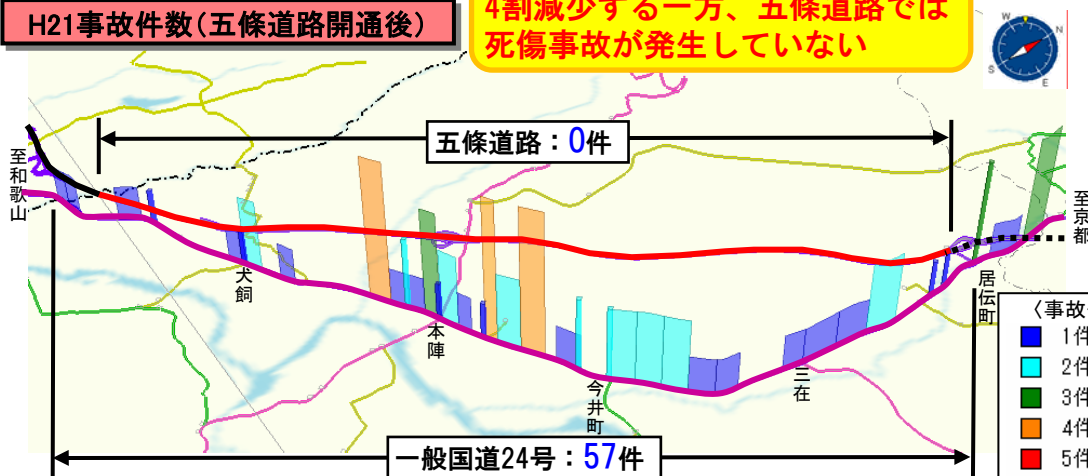 H21事故件数(五條道路開通後)
4割減少する一方、五條道路では
死傷事故が発生していない
W
N
S
E
五條道路:0件
至和歌山
至京都
犬飼
本陣
今井町
三在
居伝町
〈事故
1件
2件
3件
4件
5件
一般国道24号:57件